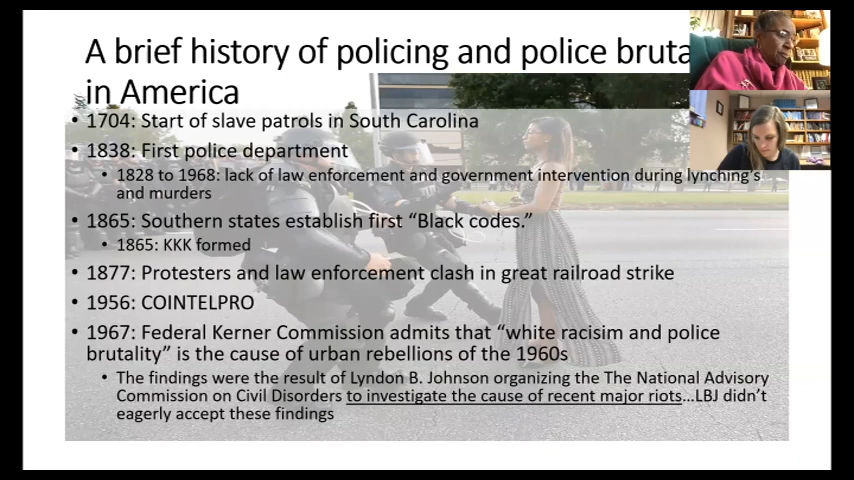 A brief history of policing and police bruta
in America
• 1704: Start of slave patrols in South Carolina
• 1838: First police department
• 1828 to 1968: lack of law enforcement and government intervention during lynching's
and murders
• 1865: Southern states establish first “Black codes.”
• 1865: KKK formed
• 1877: Protesters and law enforcement clash in great railroad strike
• 1956: COINTELPRO
• 1967: Federal Kerner Commission admits that “white racisim and police
brutality” is the cause of urban rebellions of the 1960s
• The findings were the result of Lyndon B. Johnson organizing the The National Advisory
Commission on Civil Disorders to investigate the cause of recent major riots...LBJ didn’t
eagerly accept these findings